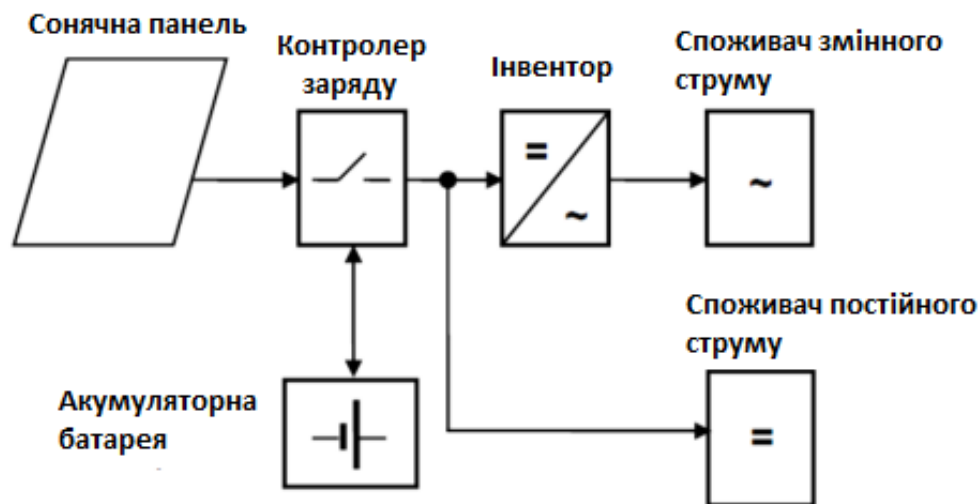 Сонячна панель
Контролер
заряду
Інвентор
Споживач змінного
струму
=
~
~
Споживач постійного
струму
Акумуляторна
батарея
=